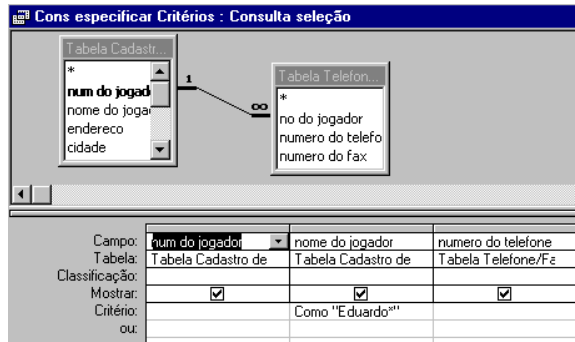 Cons especificar Critérios : Consulta seleção
Tabela Cadastr...
*
num do jogad
nome do joga
endereco
cidade
1
∞
Tabela Telefon...
*
no do jogador
numero do telefo
numero do fax
Campo: num do jogador nome do jogador numero do telefone
Tabela: Tabela Cadastro de Tabela Cadastro de Tabela Telefone/Fa
Classificação:
Mostrar:
Critério: Como "Eduardo*"
ou: